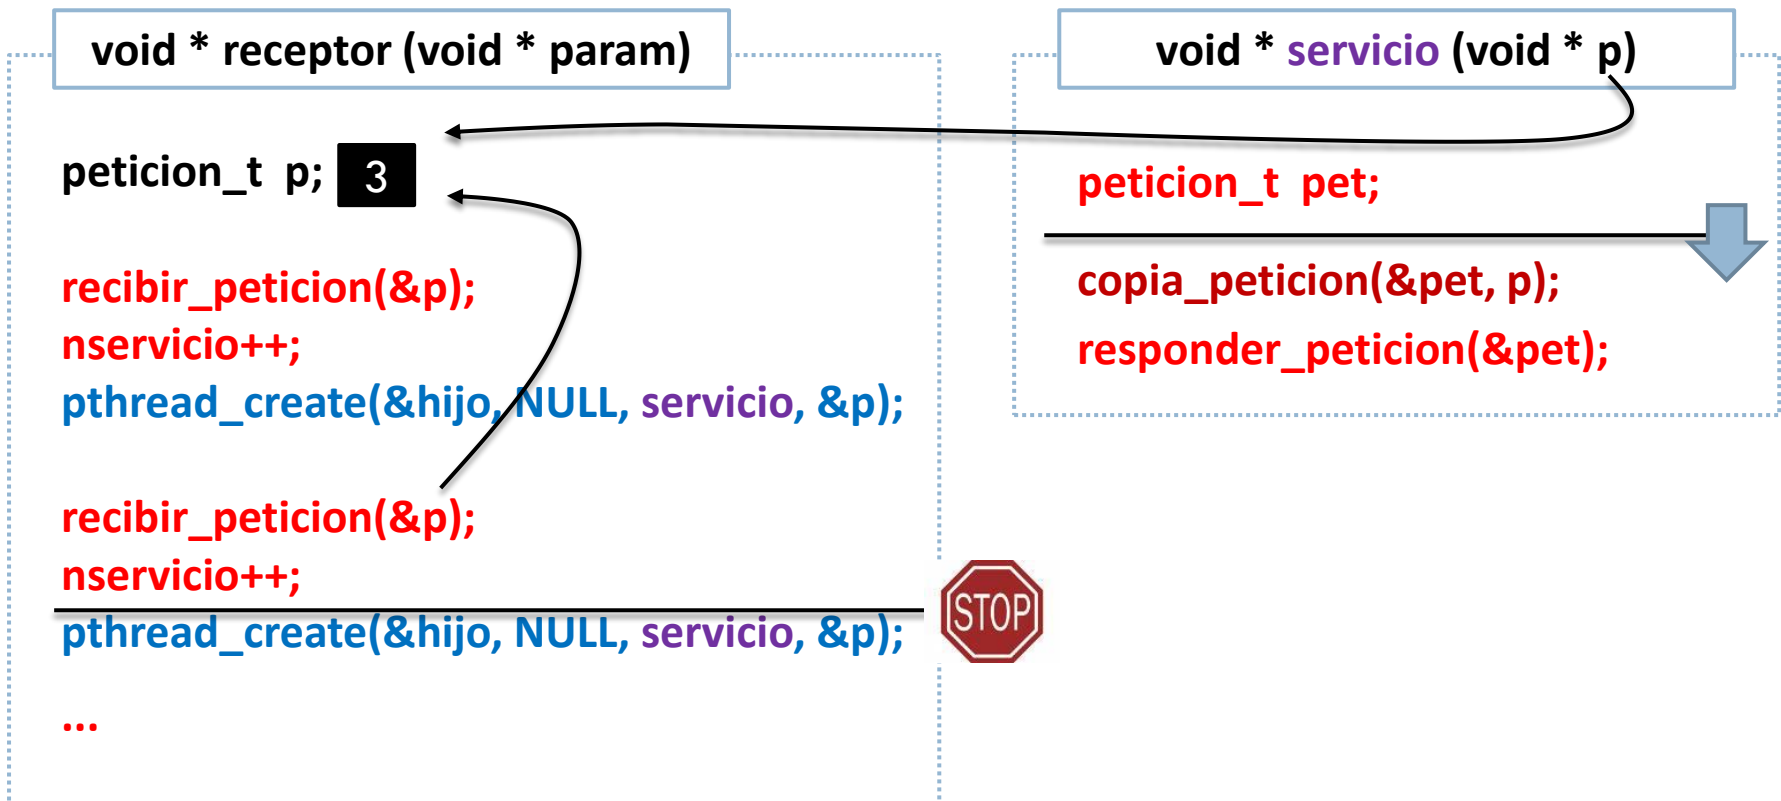 void * receptor (void * param)
peticion_t p; 3
recibir_peticion(&p);
nservicio++;
pthread_create(&hijo, NULL, servicio, &p);
recibir_peticion(&p);
nservicio++;
pthread_create(&hijo, NULL, servicio, &p);
...
STOP
void * servicio (void * p)
peticion_t pet;
copia_peticion(&pet, p);
responder_peticion(&pet);